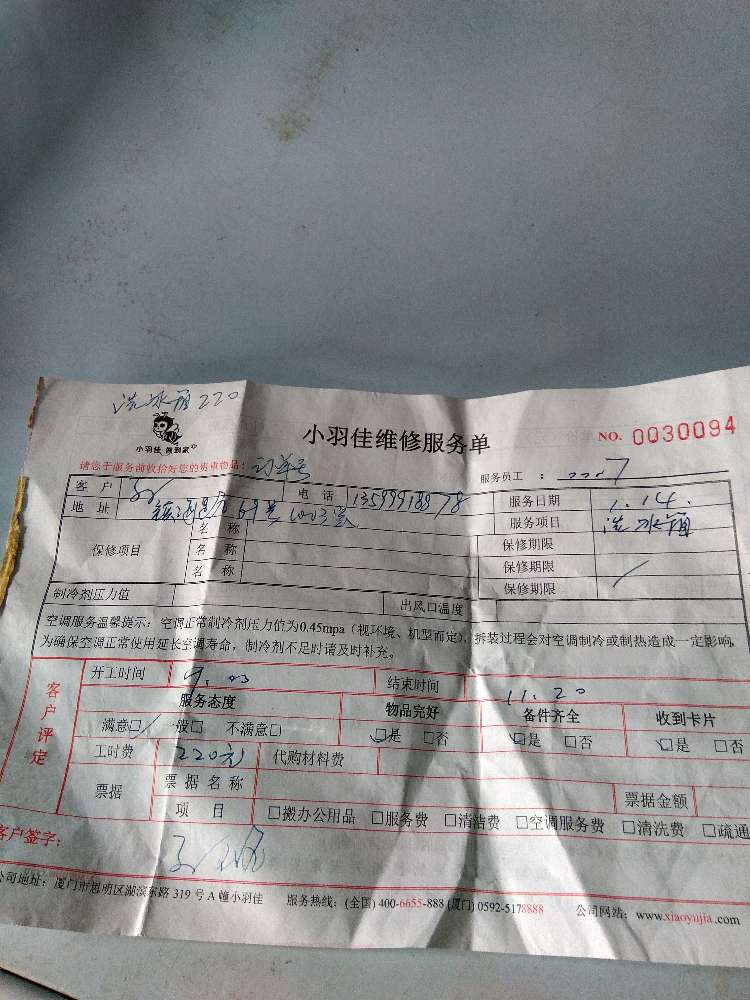 洗冰箱220
小羽佳 佩到家
小羽佳维修服务单 NO. 0030094
请您于服务前收拾好您的贵重物品!
服务员工:
客户 电话 13599918878 服务日期 1.14.
地址 6号 1003室 服务项目 洗冰箱
保修项目 名称 保修期限
名称 保修期限
名称 保修期限
制冷剂压力值 出风口温度
空调服务温馨提示:空调正常制冷剂压力值为0.45mpa(视环境、机型而定),拆装过程会对空调制冷或制热造成一定影响,
为确保空调正常使用延长空调寿命,制冷剂不足时请及时补充。
客户评定
开工时间 9.03 结束时间 11.20
服务态度 物品完好 备件齐全 收到卡片
满意□ 一般□ 不满意□ □是 □否 □是 □否 □是 □否
工时费 220元 代购材料费
票据 票据名称 票据金额
项目 □搬办公用品 □服务费 □清洁费 □空调服务费 □清洗费 □疏通
客户签字:
公司地址:厦门市思明区湖滨东路319号A幢小羽佳 服务热线:(全国)400-6655-888 (厦门) 0592-5178888 公司网站:www.xiaoyujia.com